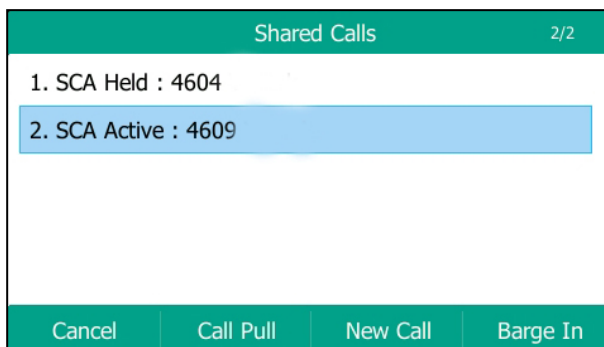 Shared Calls 2/2
1. SCA Held : 4604
2. SCA Active : 4609
Cancel Call Pull New Call Barge In